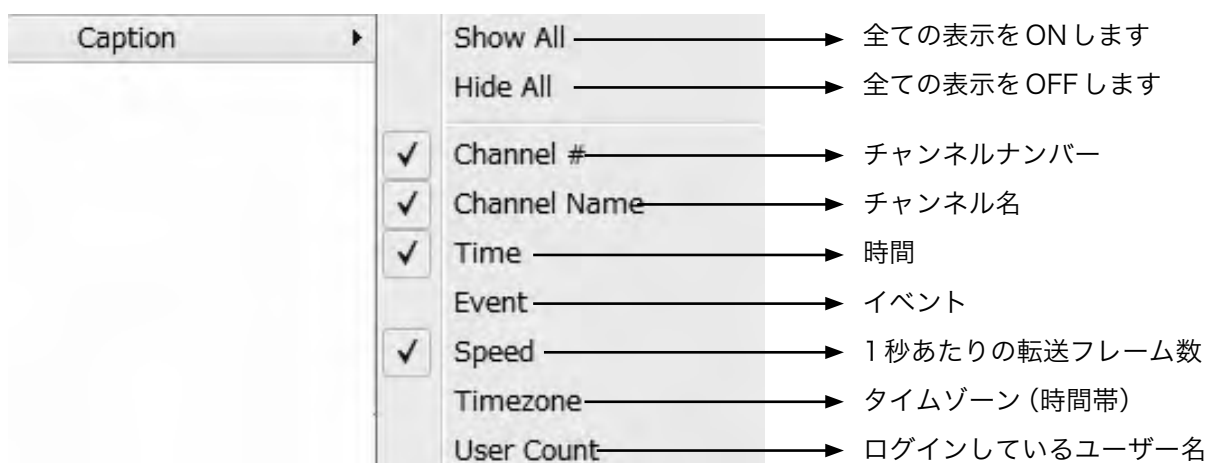 Caption Show All 全ての表示をONします
Hide All 全ての表示をOFFします
Channel # チャンネルナンバー
Channel Name チャンネル名
Time 時間
Event イベント
Speed 1秒あたりの転送フレーム数
Timezone タイムゾーン（時間帯）
User Count ログインしているユーザー名